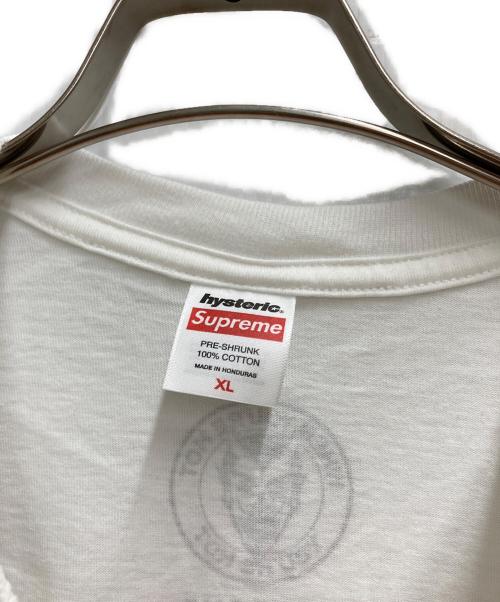 hysteric.
Supreme
PRE-SHRUNK
100% COTTON
MADE IN HONDURAS
XL